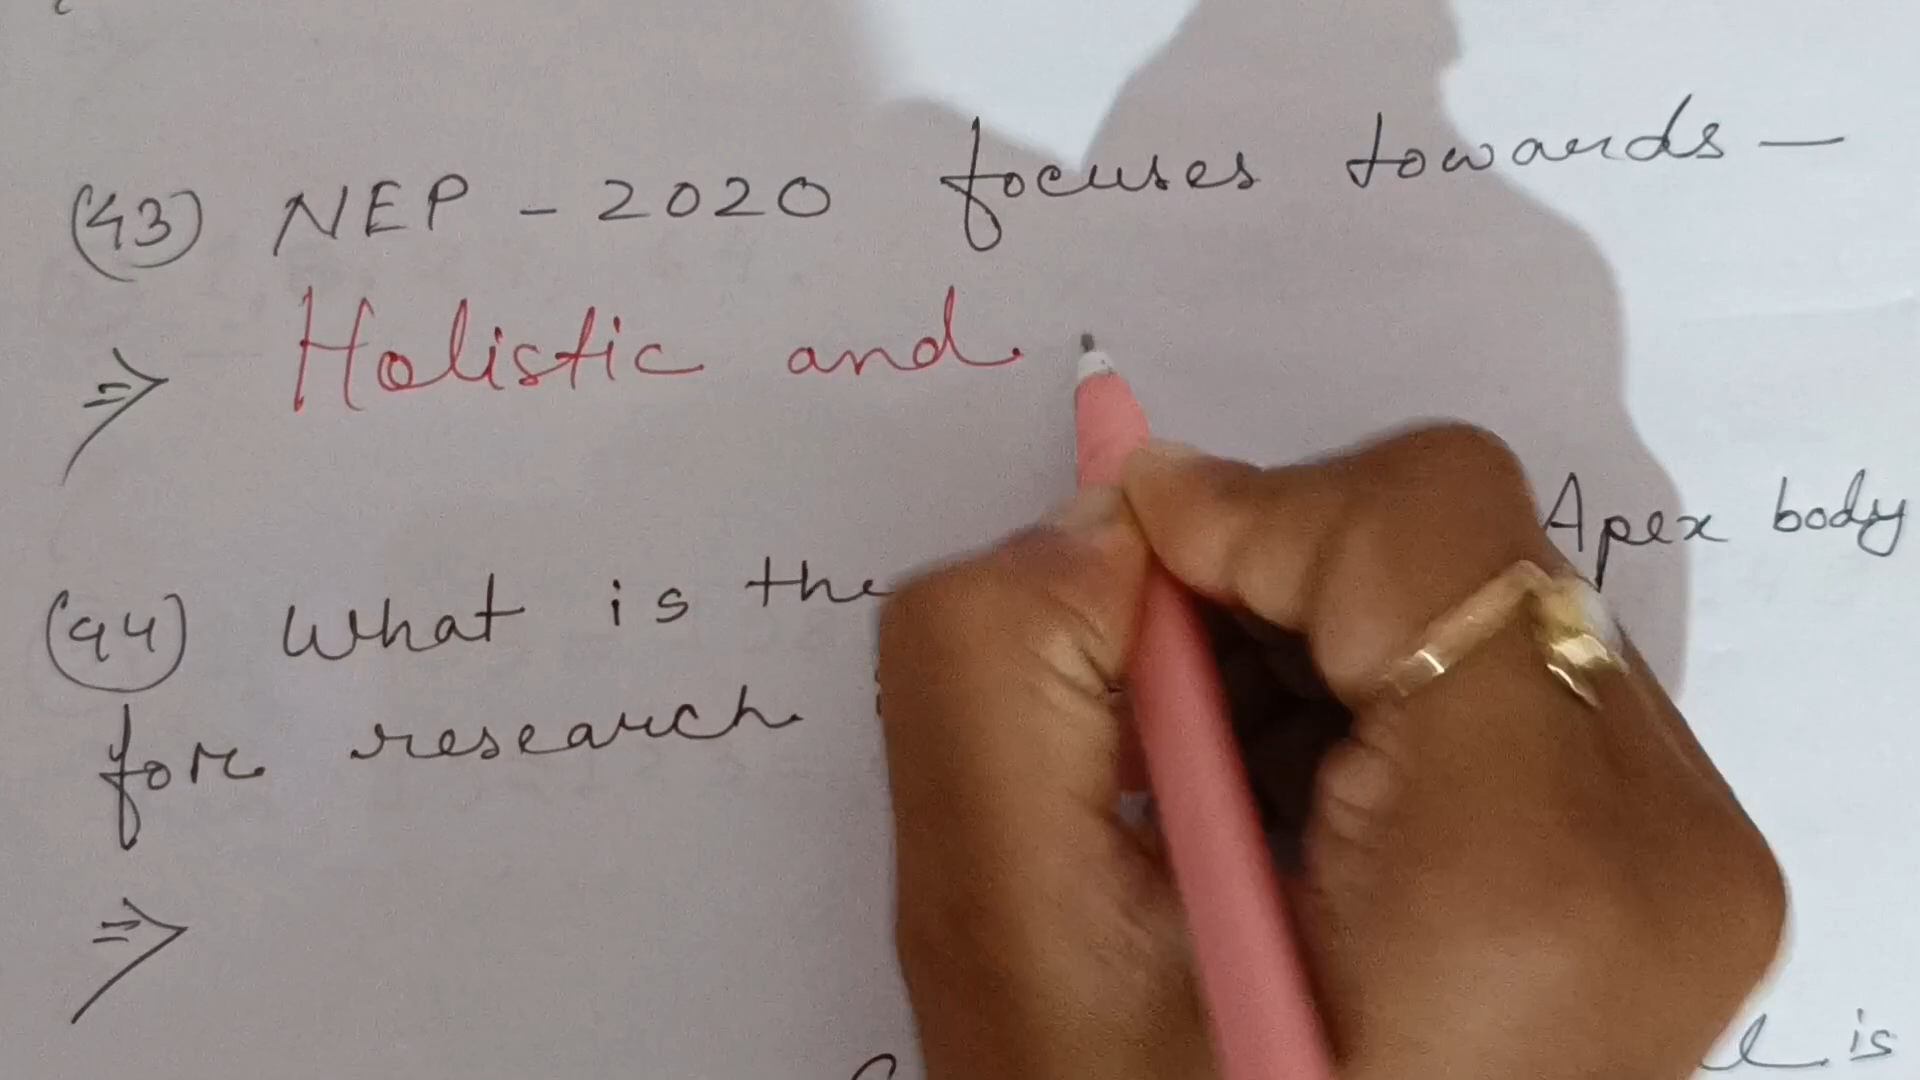 (43) NEP - 2020 focuses towards —
⇒ Holistic and
(44) What is the Apex body
for research
⇒
is